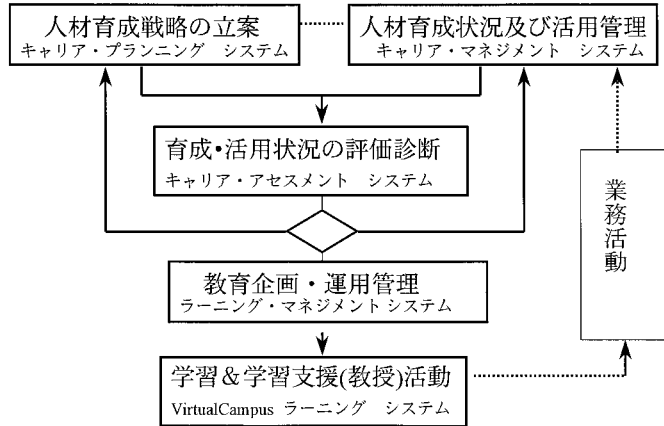 人材育成戦略の立案
キャリア・プランニング　システム
人材育成状況及び活用管理
キャリア・マネジメント　システム
育成・活用状況の評価診断
キャリア・アセスメント　システム
業務活動
教育企画・運用管理
ラーニング・マネジメント システム
学習＆学習支援(教授)活動
VirtualCampus ラーニング　システム